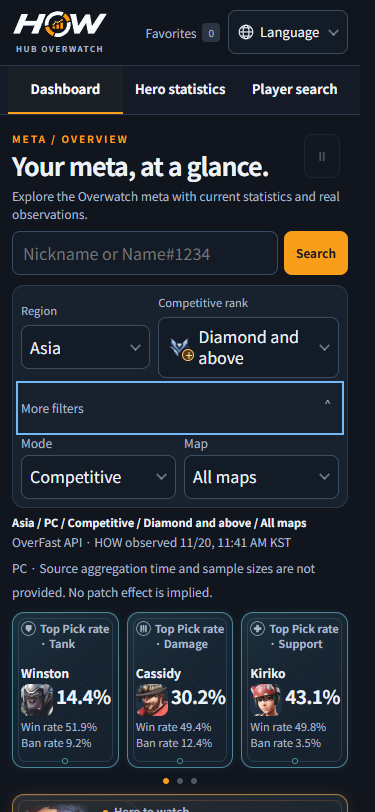 HOW
HUB OVERWATCH
Favorites 0
Language
Dashboard Hero statistics Player search
META / OVERVIEW
Your meta, at a glance.
Explore the Overwatch meta with current statistics and real
observations.
Nickname or Name#1234 Search
Region
Asia
Competitive rank
Diamond and
above
More filters ^
Mode
Competitive
Map
All maps
Asia / PC / Competitive / Diamond and above / All maps
OverFast API · HOW observed 11/20, 11:41 AM KST
PC · Source aggregation time and sample sizes are not
provided. No patch effect is implied.
Top Pick rate
· Tank
Winston
14.4%
Win rate 51.9%
Ban rate 9.2%
Top Pick rate
· Damage
Cassidy
30.2%
Win rate 49.4%
Ban rate 12.4%
Top Pick rate
· Support
Kiriko
43.1%
Win rate 49.8%
Ban rate 3.5%
Hero to watch